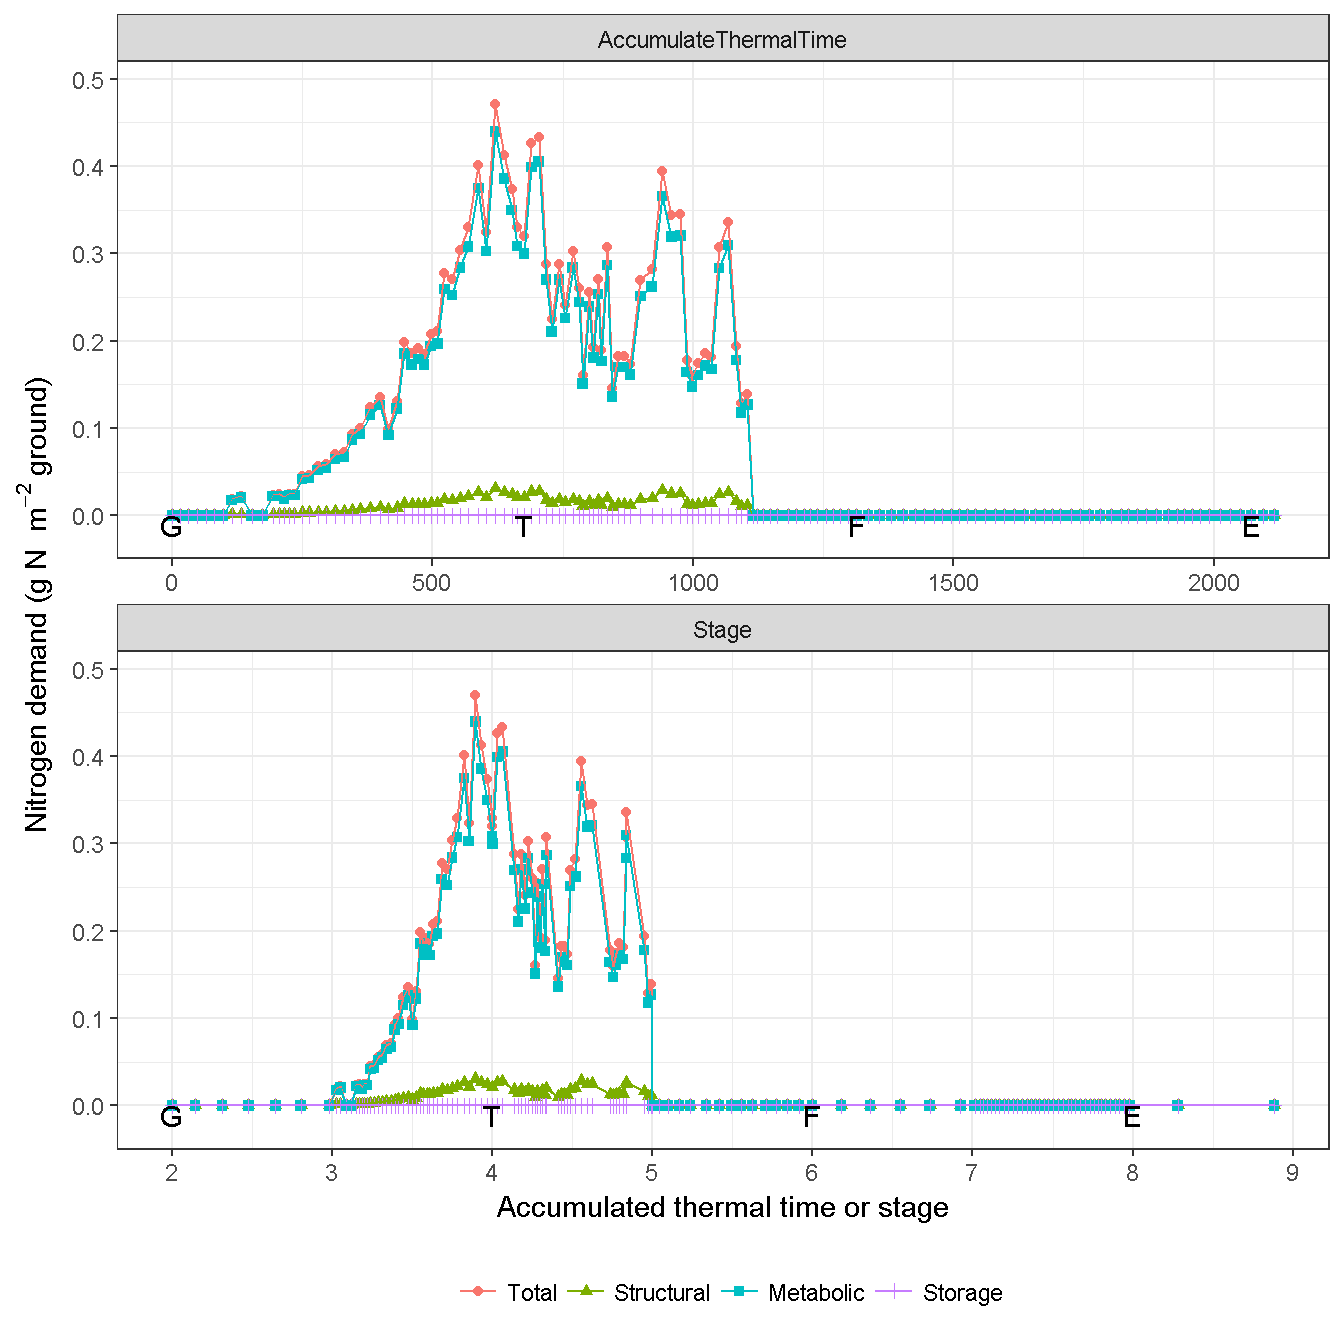 AccumulateThermalTime
0.5
0.4
0.3
0.2
0.1
0.0
G T F E
0 500 1000 1500 2000
Nitrogen demand (g N m−2 ground)
Stage
0.5
0.4
0.3
0.2
0.1
0.0
G T F E
2 3 4 5 6 7 8 9
Accumulated thermal time or stage
Total Structural Metabolic Storage